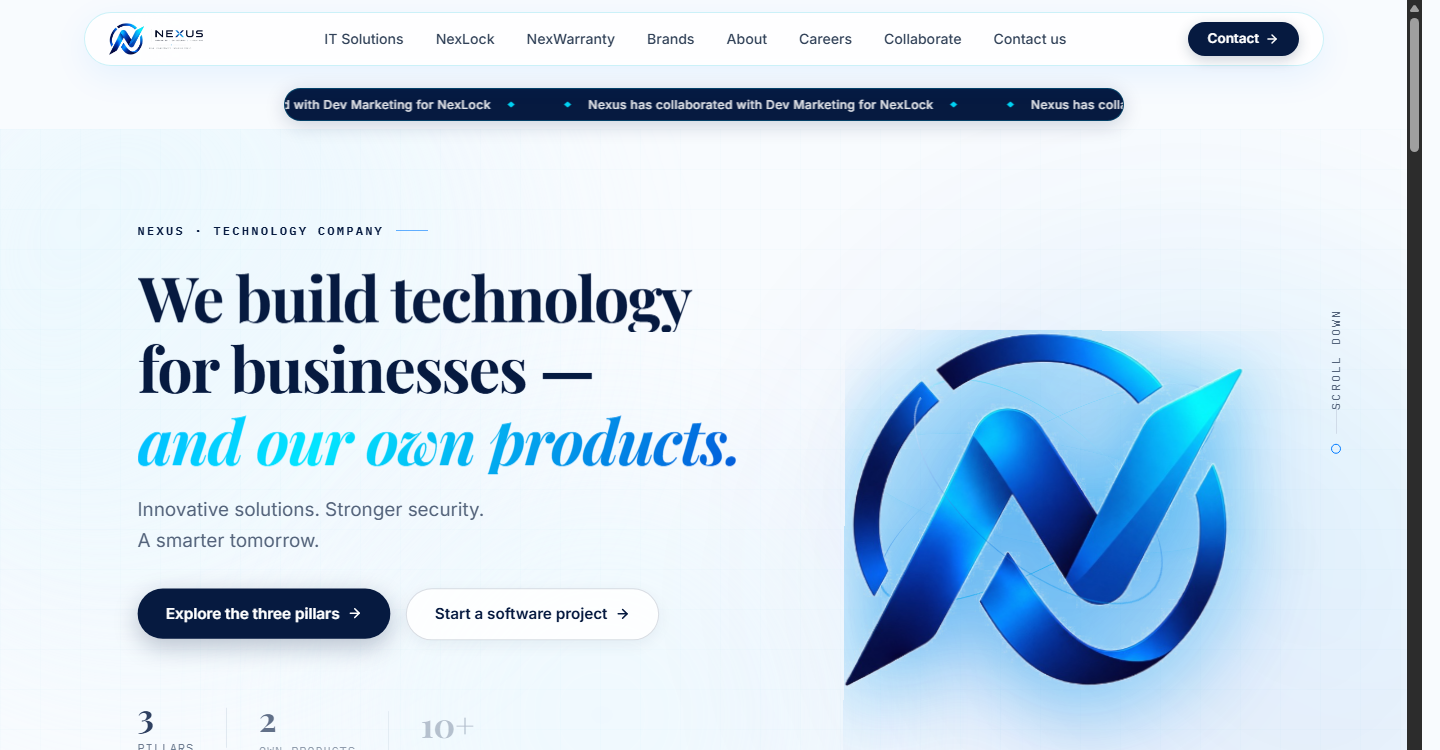 NEXUS
IT Solutions
NexLock
NexWarranty
Brands
About
Careers
Collaborate
Contact us
Contact →
d with Dev Marketing for NexLock
Nexus has collaborated with Dev Marketing for NexLock
Nexus has colla
NEXUS · TECHNOLOGY COMPANY
We build technology
for businesses —
and our own products.
Innovative solutions. Stronger security.
A smarter tomorrow.
Explore the three pillars →
Start a software project →
SCROLL DOWN
3
2
10+
PILLARS
OWN PRODUCTS